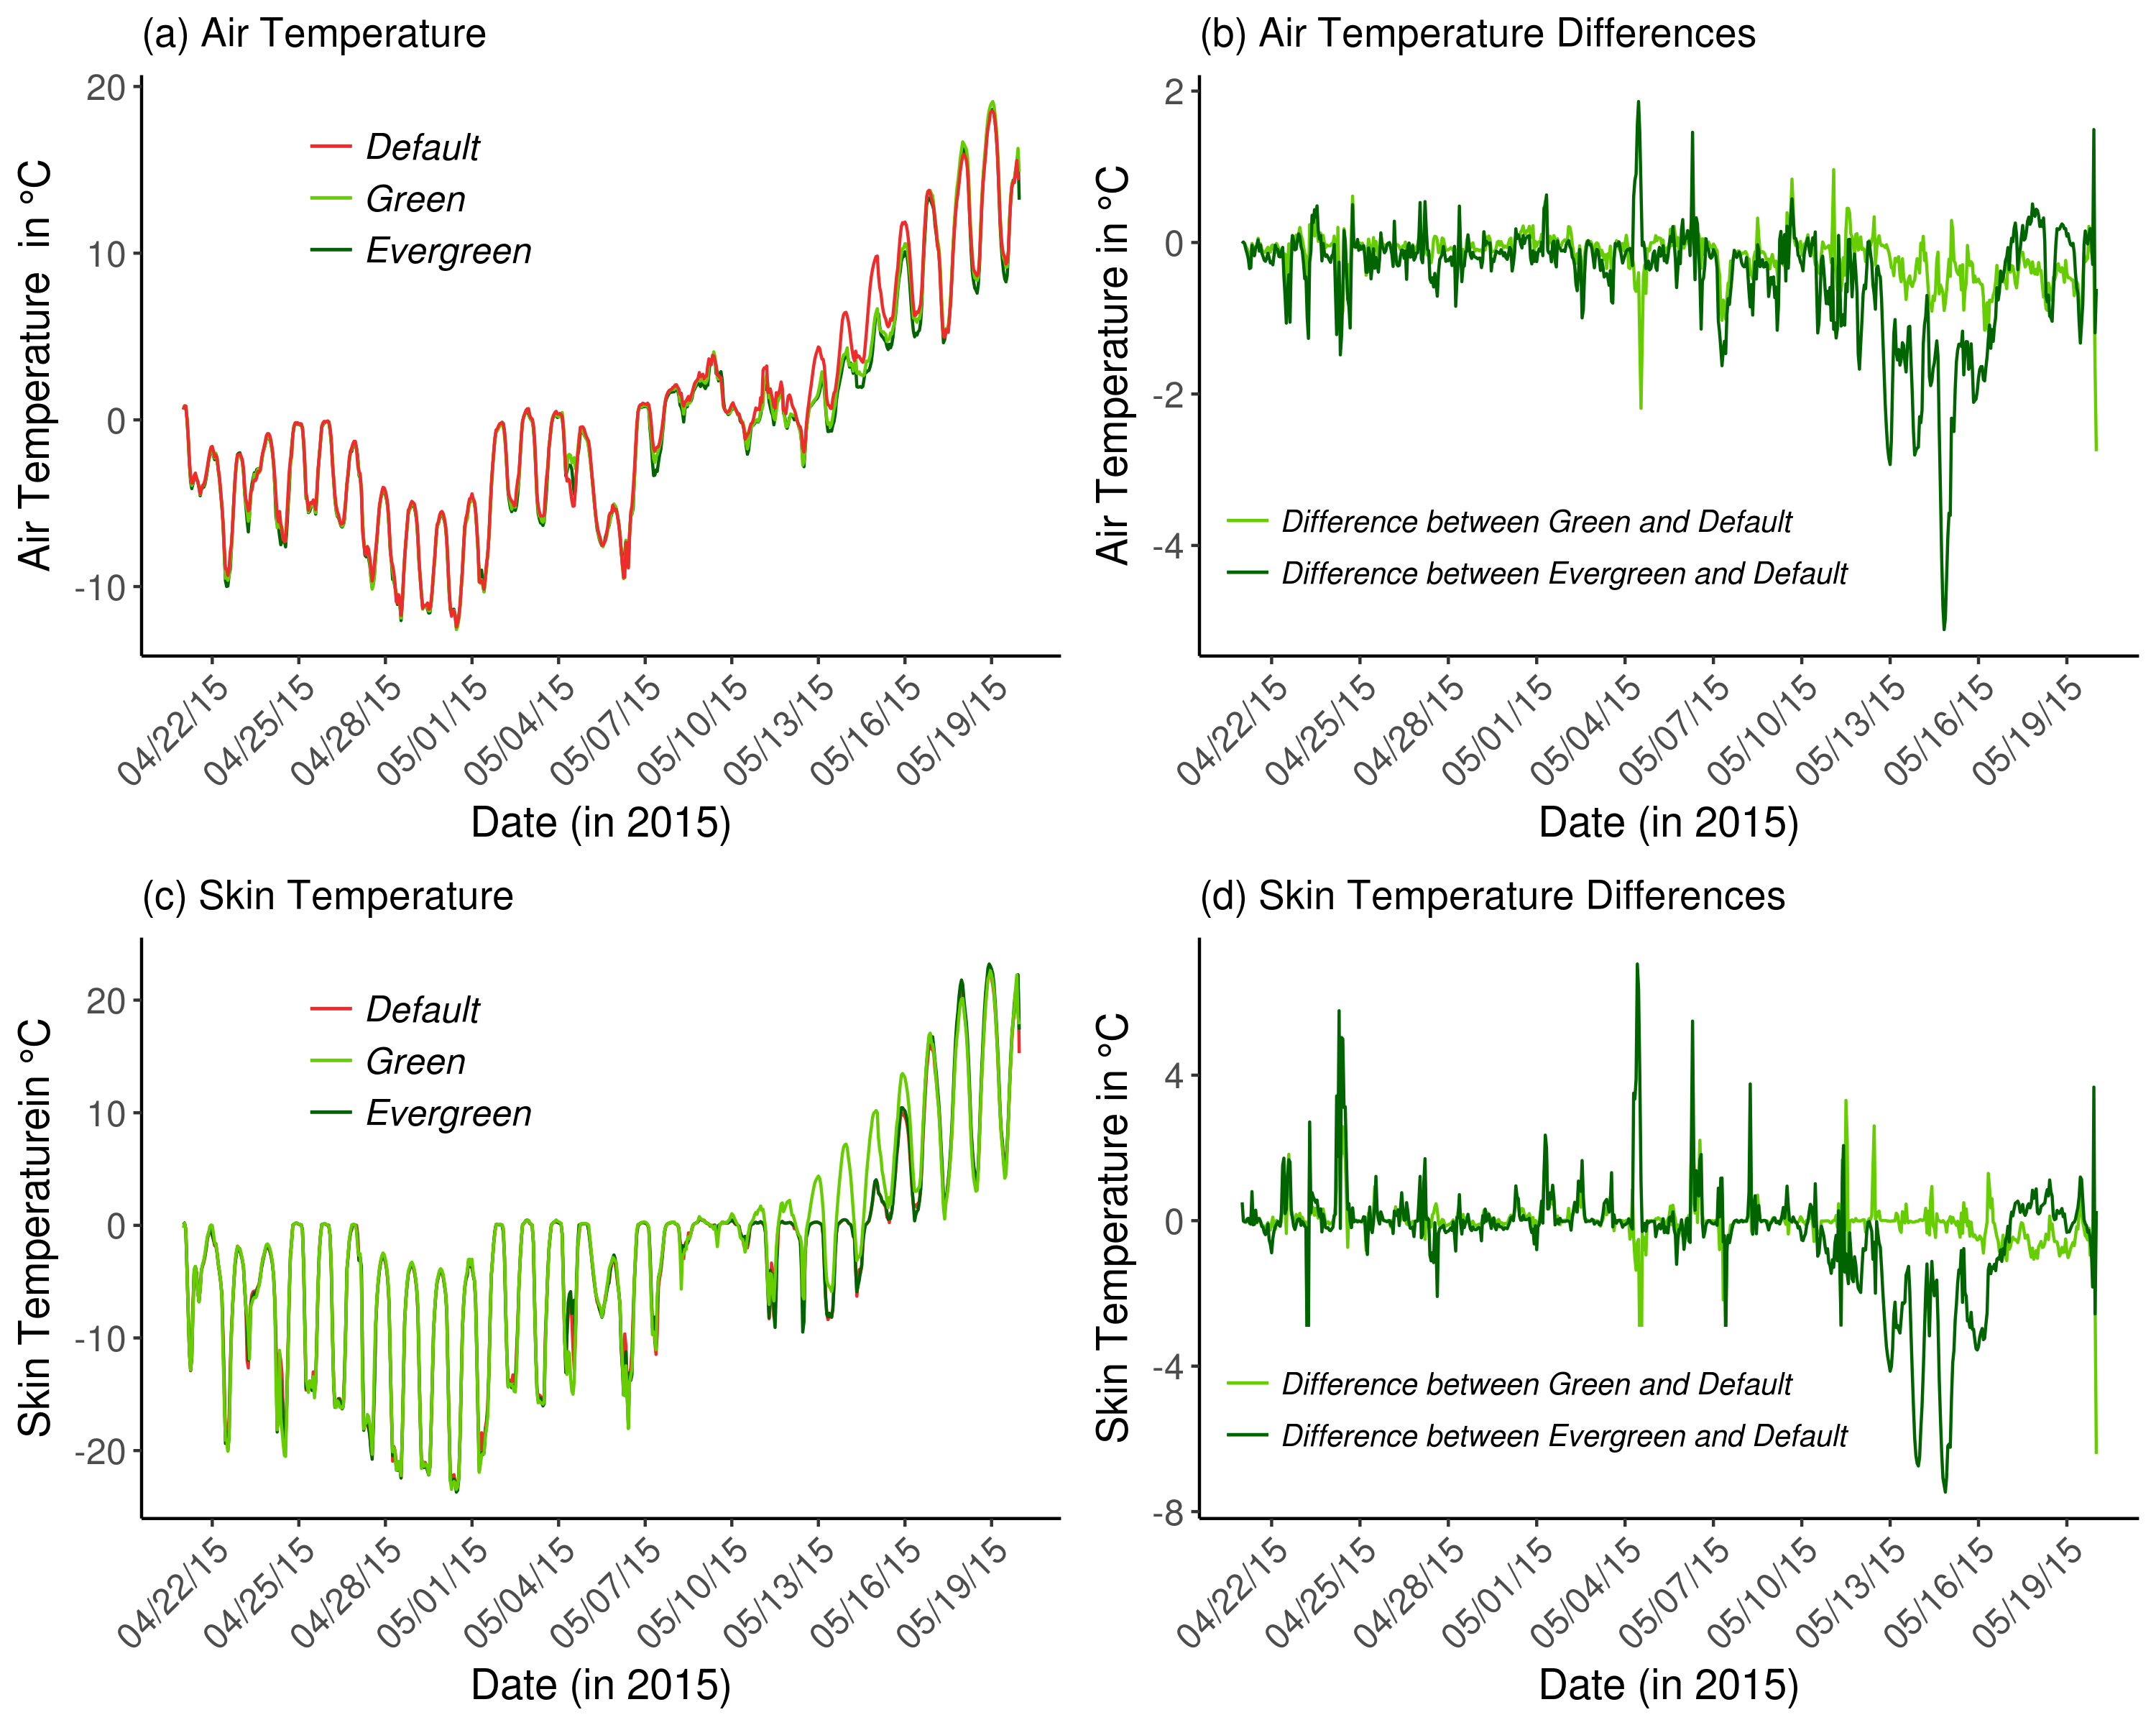 (a) Air Temperature
20
10
0
-10
Air Temperature in °C
Default
Green
Evergreen
04/22/15
04/25/15
04/28/15
05/01/15
05/04/15
05/07/15
05/10/15
05/13/15
05/16/15
05/19/15
Date (in 2015)
(b) Air Temperature Differences
2
0
-2
-4
Air Temperature in °C
Difference between Green and Default
Difference between Evergreen and Default
04/22/15
04/25/15
04/28/15
05/01/15
05/04/15
05/07/15
05/10/15
05/13/15
05/16/15
05/19/15
Date (in 2015)
(c) Skin Temperature
20
10
0
-10
-20
Skin Temperaturein °C
Default
Green
Evergreen
04/22/15
04/25/15
04/28/15
05/01/15
05/04/15
05/07/15
05/10/15
05/13/15
05/16/15
05/19/15
Date (in 2015)
(d) Skin Temperature Differences
4
0
-4
-8
Skin Temperature in °C
Difference between Green and Default
Difference between Evergreen and Default
04/22/15
04/25/15
04/28/15
05/01/15
05/04/15
05/07/15
05/10/15
05/13/15
05/16/15
05/19/15
Date (in 2015)